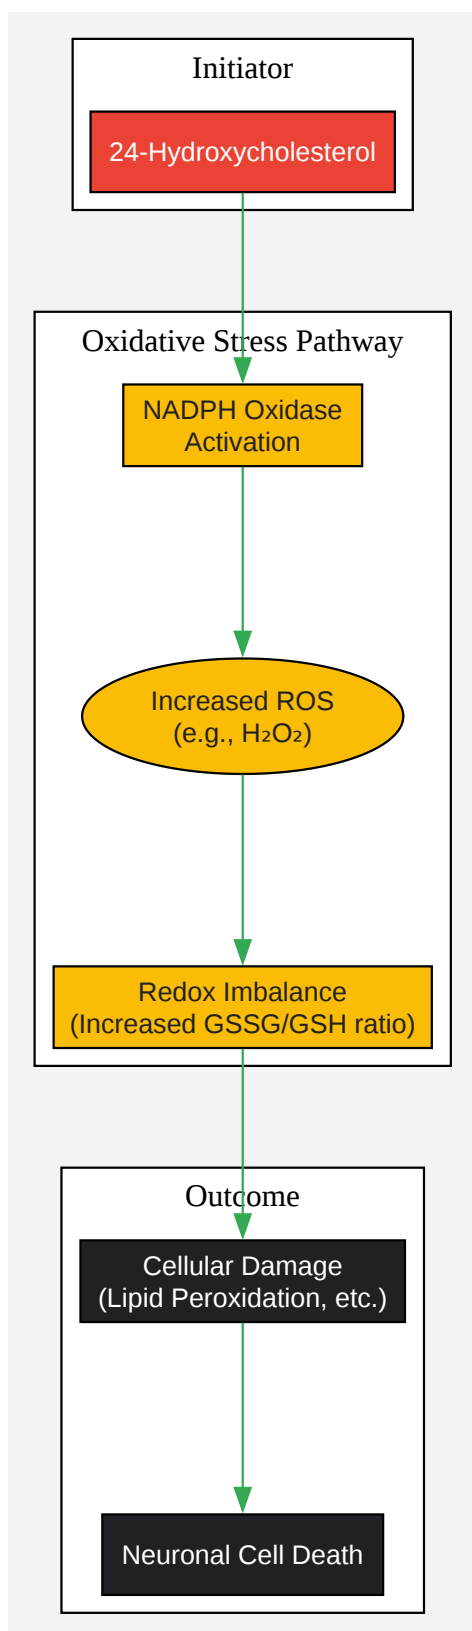 Initiator
24-Hydroxycholesterol
Oxidative Stress Pathway
NADPH Oxidase
Activation
Increased ROS
(e.g., H₂O₂)
Redox Imbalance
(Increased GSSG/GSH ratio)
Outcome
Cellular Damage
(Lipid Peroxidation, etc.)
Neuronal Cell Death